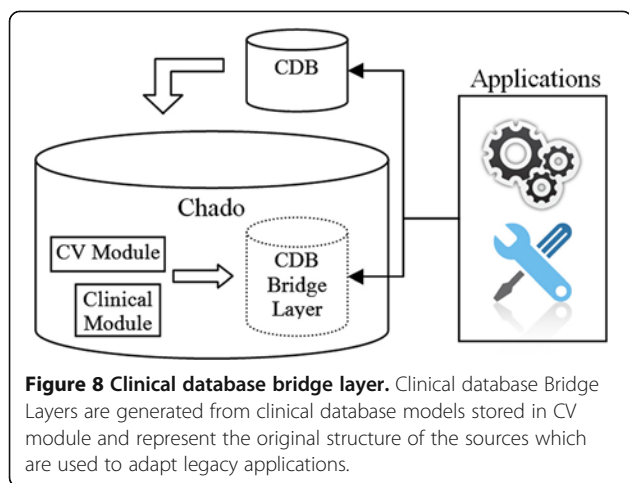 CDB
Applications
Chado
CV Module
Clinical
Module
CDB
Bridge
Layer
Figure 8 Clinical database bridge layer. Clinical database Bridge
Layers are generated from clinical database models stored in CV
module and represent the original structure of the sources which
are used to adapt legacy applications.